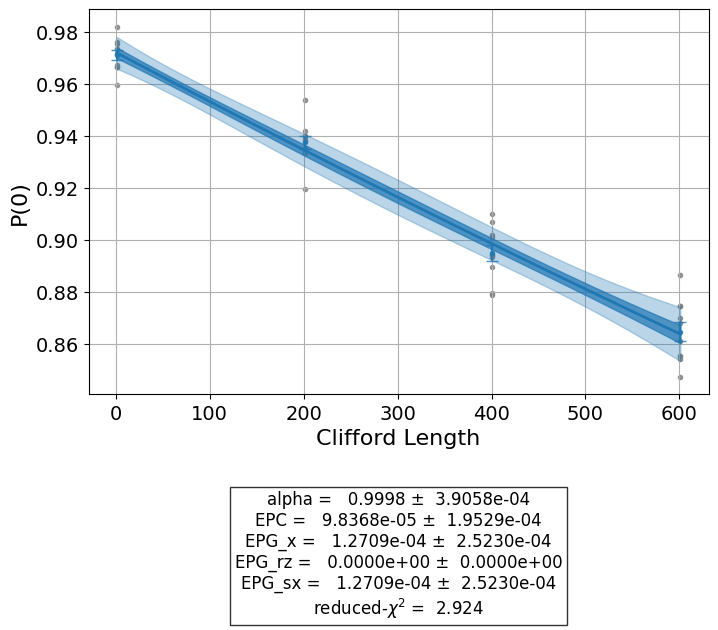 0.98
0.96
0.94
0.92
0.90
0.88
0.86
P(0)
0 100 200 300 400 500 600
Clifford Length
alpha = 0.9998 ± 3.9058e-04
EPC = 9.8368e-05 ± 1.9529e-04
EPG_x = 1.2709e-04 ± 2.5230e-04
EPG_rz = 0.0000e+00 ± 0.0000e+00
EPG_sx = 1.2709e-04 ± 2.5230e-04
reduced-χ² = 2.924